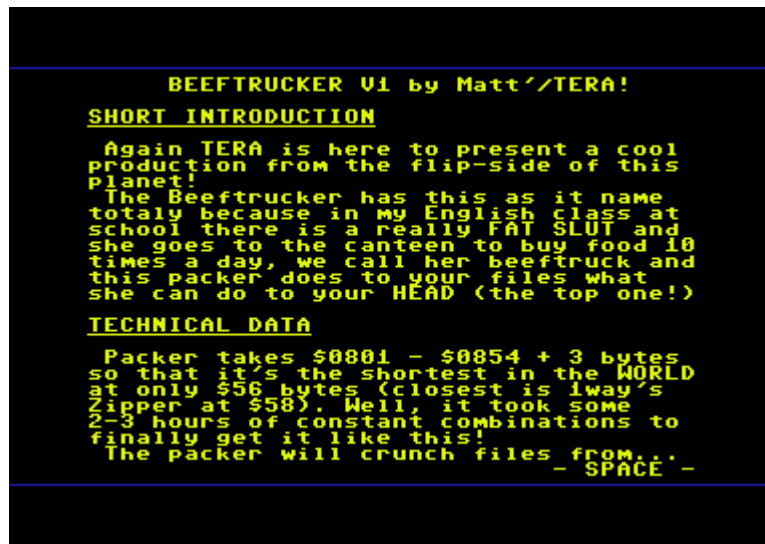 BEEFTRUCKER V1 by Matt'/TERA!
SHORT INTRODUCTION
Again TERA is here to present a cool
production from the flip-side of this
planet!
The Beeftrucker has this as it name
totaly because in my English class at
school there is a really FAT SLUT and
she goes to the canteen to buy food 10
times a day, we call her beeftruck and
this packer does to your files what
she can do to your HEAD (the top one!)
TECHNICAL DATA
Packer takes $0801 - $0854 + 3 bytes
so that it's the shortest in the WORLD
at only $56 bytes (closest is 1way's
Zipper at $58). Well, it took some
2-3 hours of constant combinations to
finally get it like this!
The packer will crunch files from...
- SPACE -